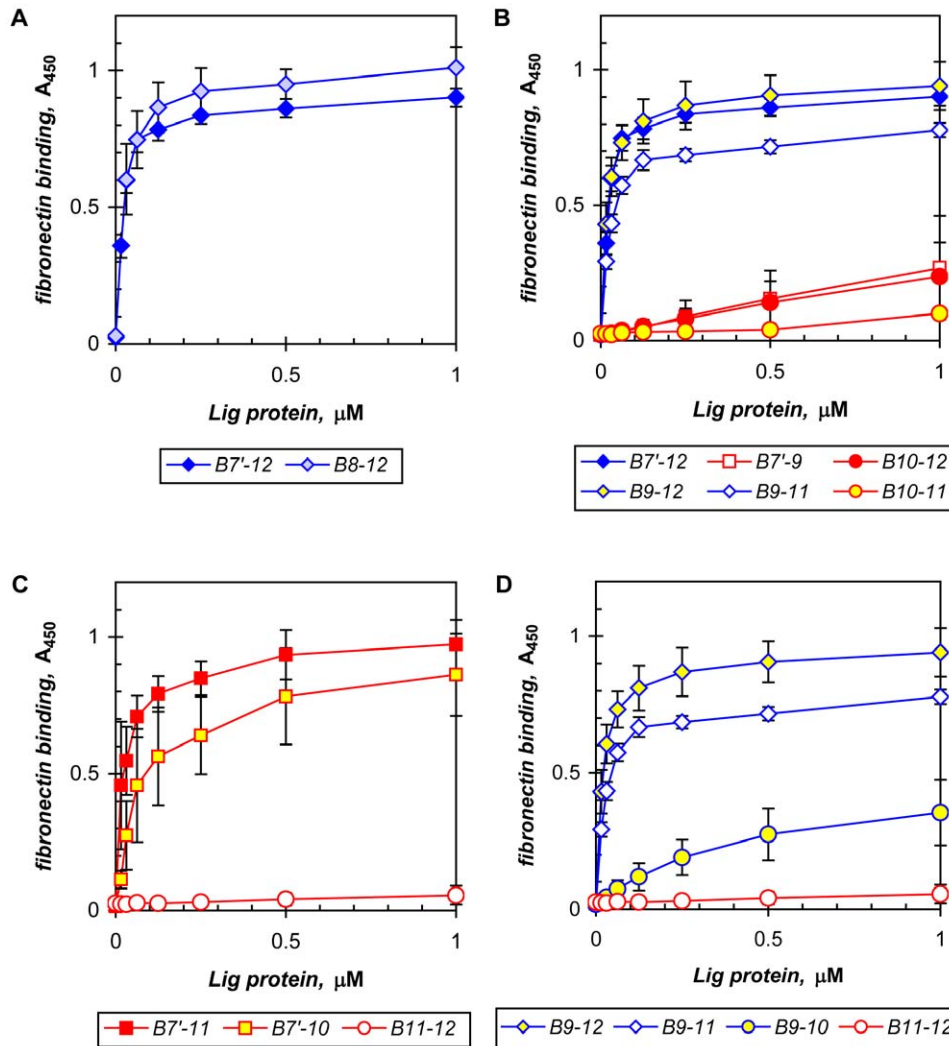 A
fibronectin binding, A450
1
0.5
0
0
0.5
1
Lig protein, μM
B7'-12 B8-12
B
fibronectin binding, A450
1
0.5
0
0
0.5
1
Lig protein, μM
B7'-12 B7'-9 B10-12
B9-12 B9-11 B10-11
C
fibronectin binding, A450
1
0.5
0
0
0.5
1
Lig protein, μM
B7'-11 B7'-10 B11-12
D
fibronectin binding, A450
1
0.5
0
0
0.5
1
Lig protein, μM
B9-12 B9-11 B9-10 B11-12